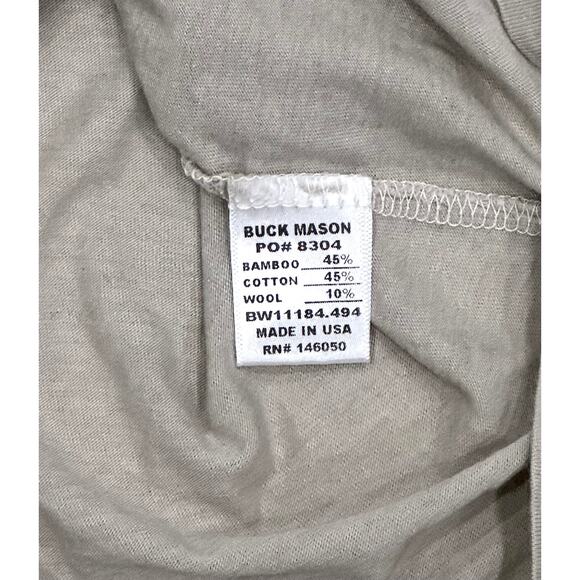 BUCK MASON
PO# 8304
BAMBOO 45%
COTTON 45%
WOOL 10%
BW11184.494
MADE IN USA
RN# 146050